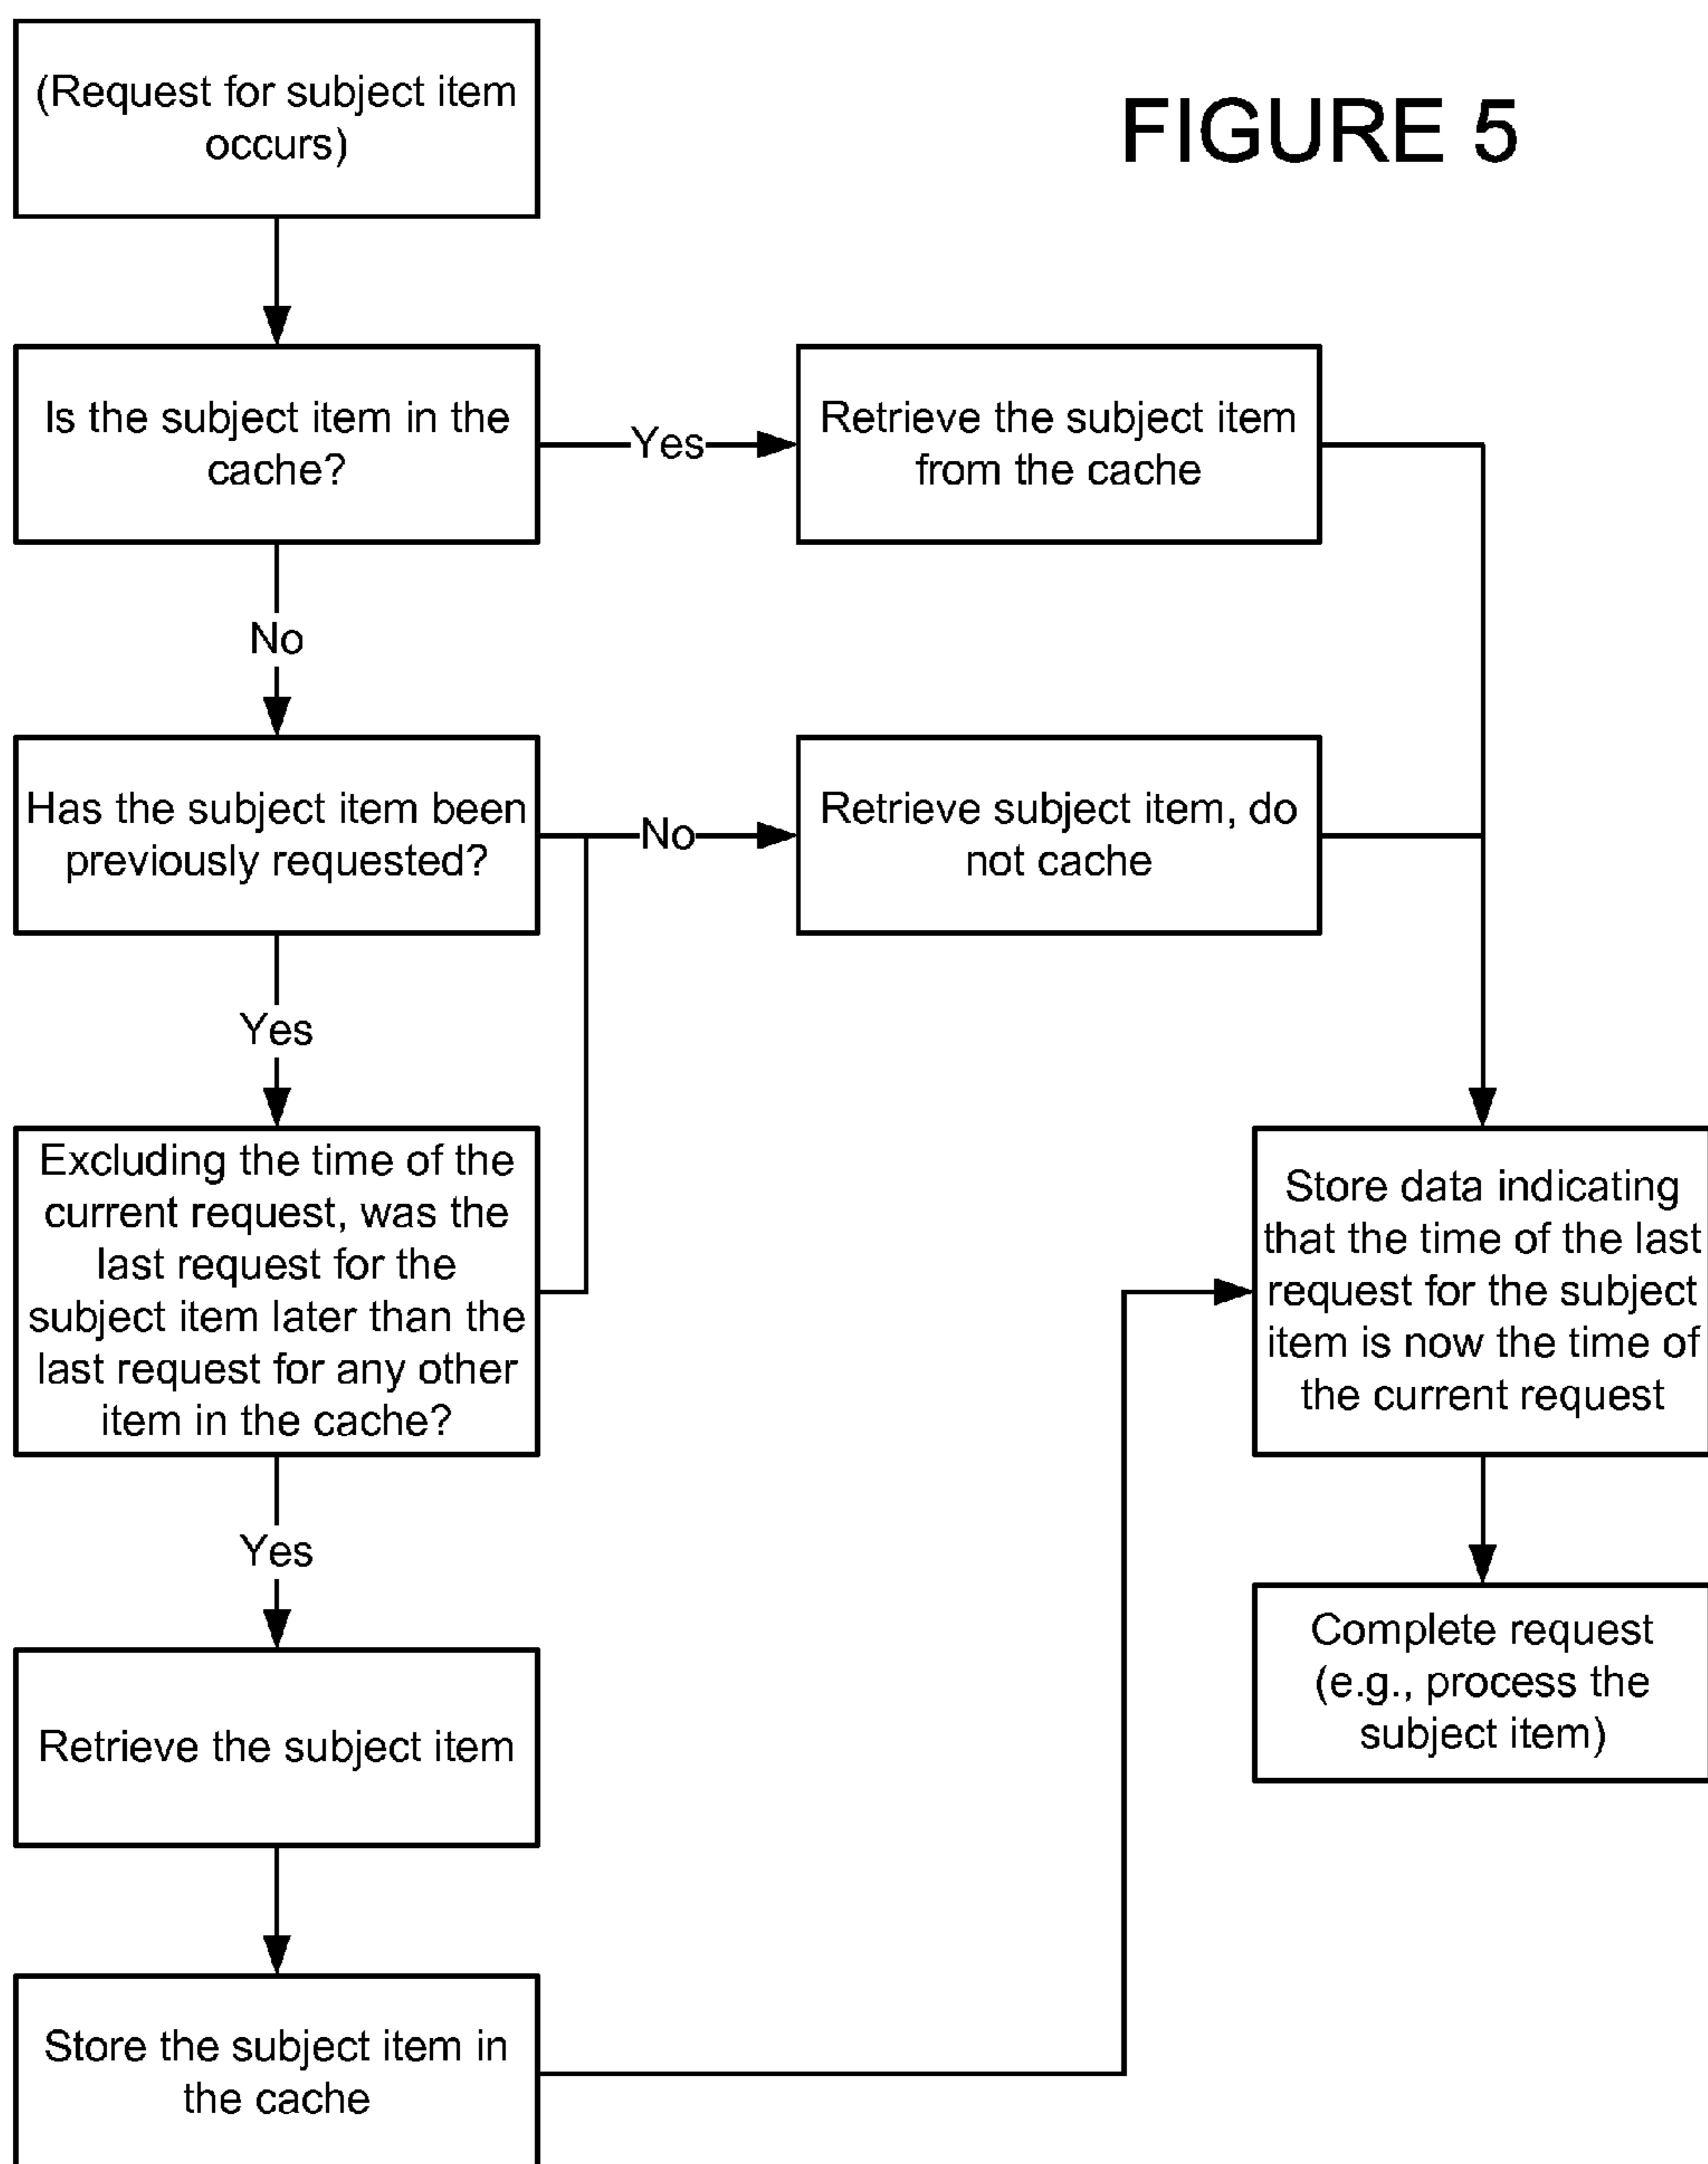 FIGURE 5
(Request for subject item
occurs)
Is the subject item in the
cache?
Yes
Retrieve the subject item
from the cache
No
Has the subject item been
previously requested?
No
Retrieve subject item, do
not cache
Yes
Excluding the time of the
current request, was the
last request for the
subject item later than the
last request for any other
item in the cache?
Yes
Retrieve the subject item
Store the subject item in
the cache
Store data indicating
that the time of the last
request for the subject
item is now the time of
the current request
Complete request
(e.g., process the
subject item)